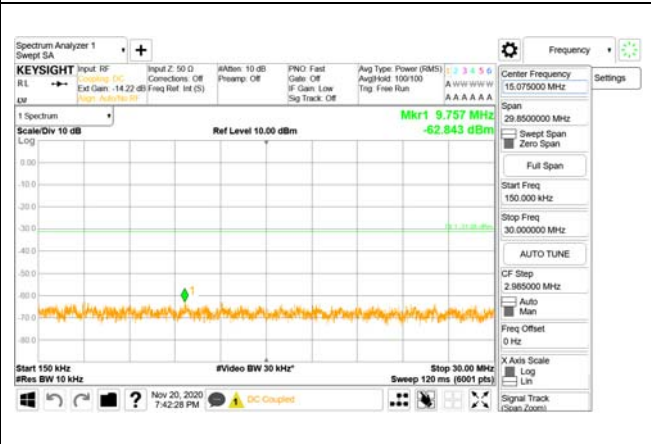 Spectrum Analyzer 1
Swept SA
+
Frequency
KEYSIGHT
Input: RF
Coupling: DC
Ext Gain: -14.22 dB
Align: Auto/No RF
Input Z: 50 Ω
Corrections: Off
Freq Ref: Int (S)
#Atten: 10 dB
Preamp: Off
PNO: Fast
Gate: Off
IF Gain: Low
Sig Track: Off
Avg Type: Power (RMS)
Avg|Hold: 100/100
Trig: Free Run
1 2 3 4 5 6
A W W W W W
A A A A A A
RL
1 Spectrum
Scale/Div 10 dB
Log
Ref Level 10.00 dBm
Mkr1 9.757 MHz
-62.843 dBm
0.00
-10.0
-20.0
-30.0
-40.0
-50.0
-60.0
-70.0
-80.0
1
Start 150 kHz
#Res BW 10 kHz
#Video BW 30 kHz*
Stop 30.00 MHz
Sweep 120 ms (6001 pts)
Center Frequency
15.075000 MHz
Settings
Span
29.8500000 MHz
Swept Span
Zero Span
Full Span
Start Freq
150.000 kHz
Stop Freq
30.000000 MHz
AUTO TUNE
CF Step
2.985000 MHz
Auto
Man
Freq Offset
0 Hz
X Axis Scale
Log
Lin
Signal Track
(Span Zoom)
?
Nov 20, 2020
7:42:28 PM
1
DC Coupled